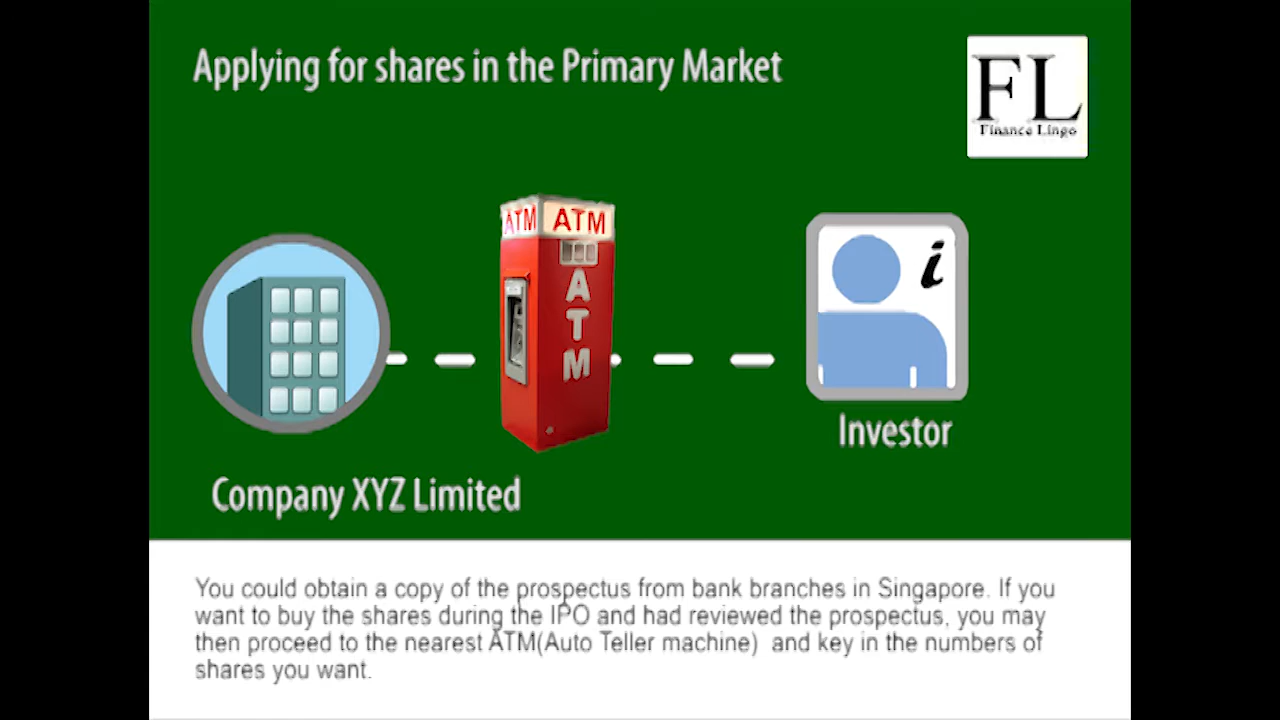 Applying for shares in the Primary Market
FL
Finance Lingo
ATM ATM
A
T
M
i
Investor
Company XYZ Limited
You could obtain a copy of the prospectus from bank branches in Singapore. If you
want to buy the shares during the IPO and had reviewed the prospectus, you may
then proceed to the nearest ATM(Auto Teller machine)  and key in the numbers of
shares you want.